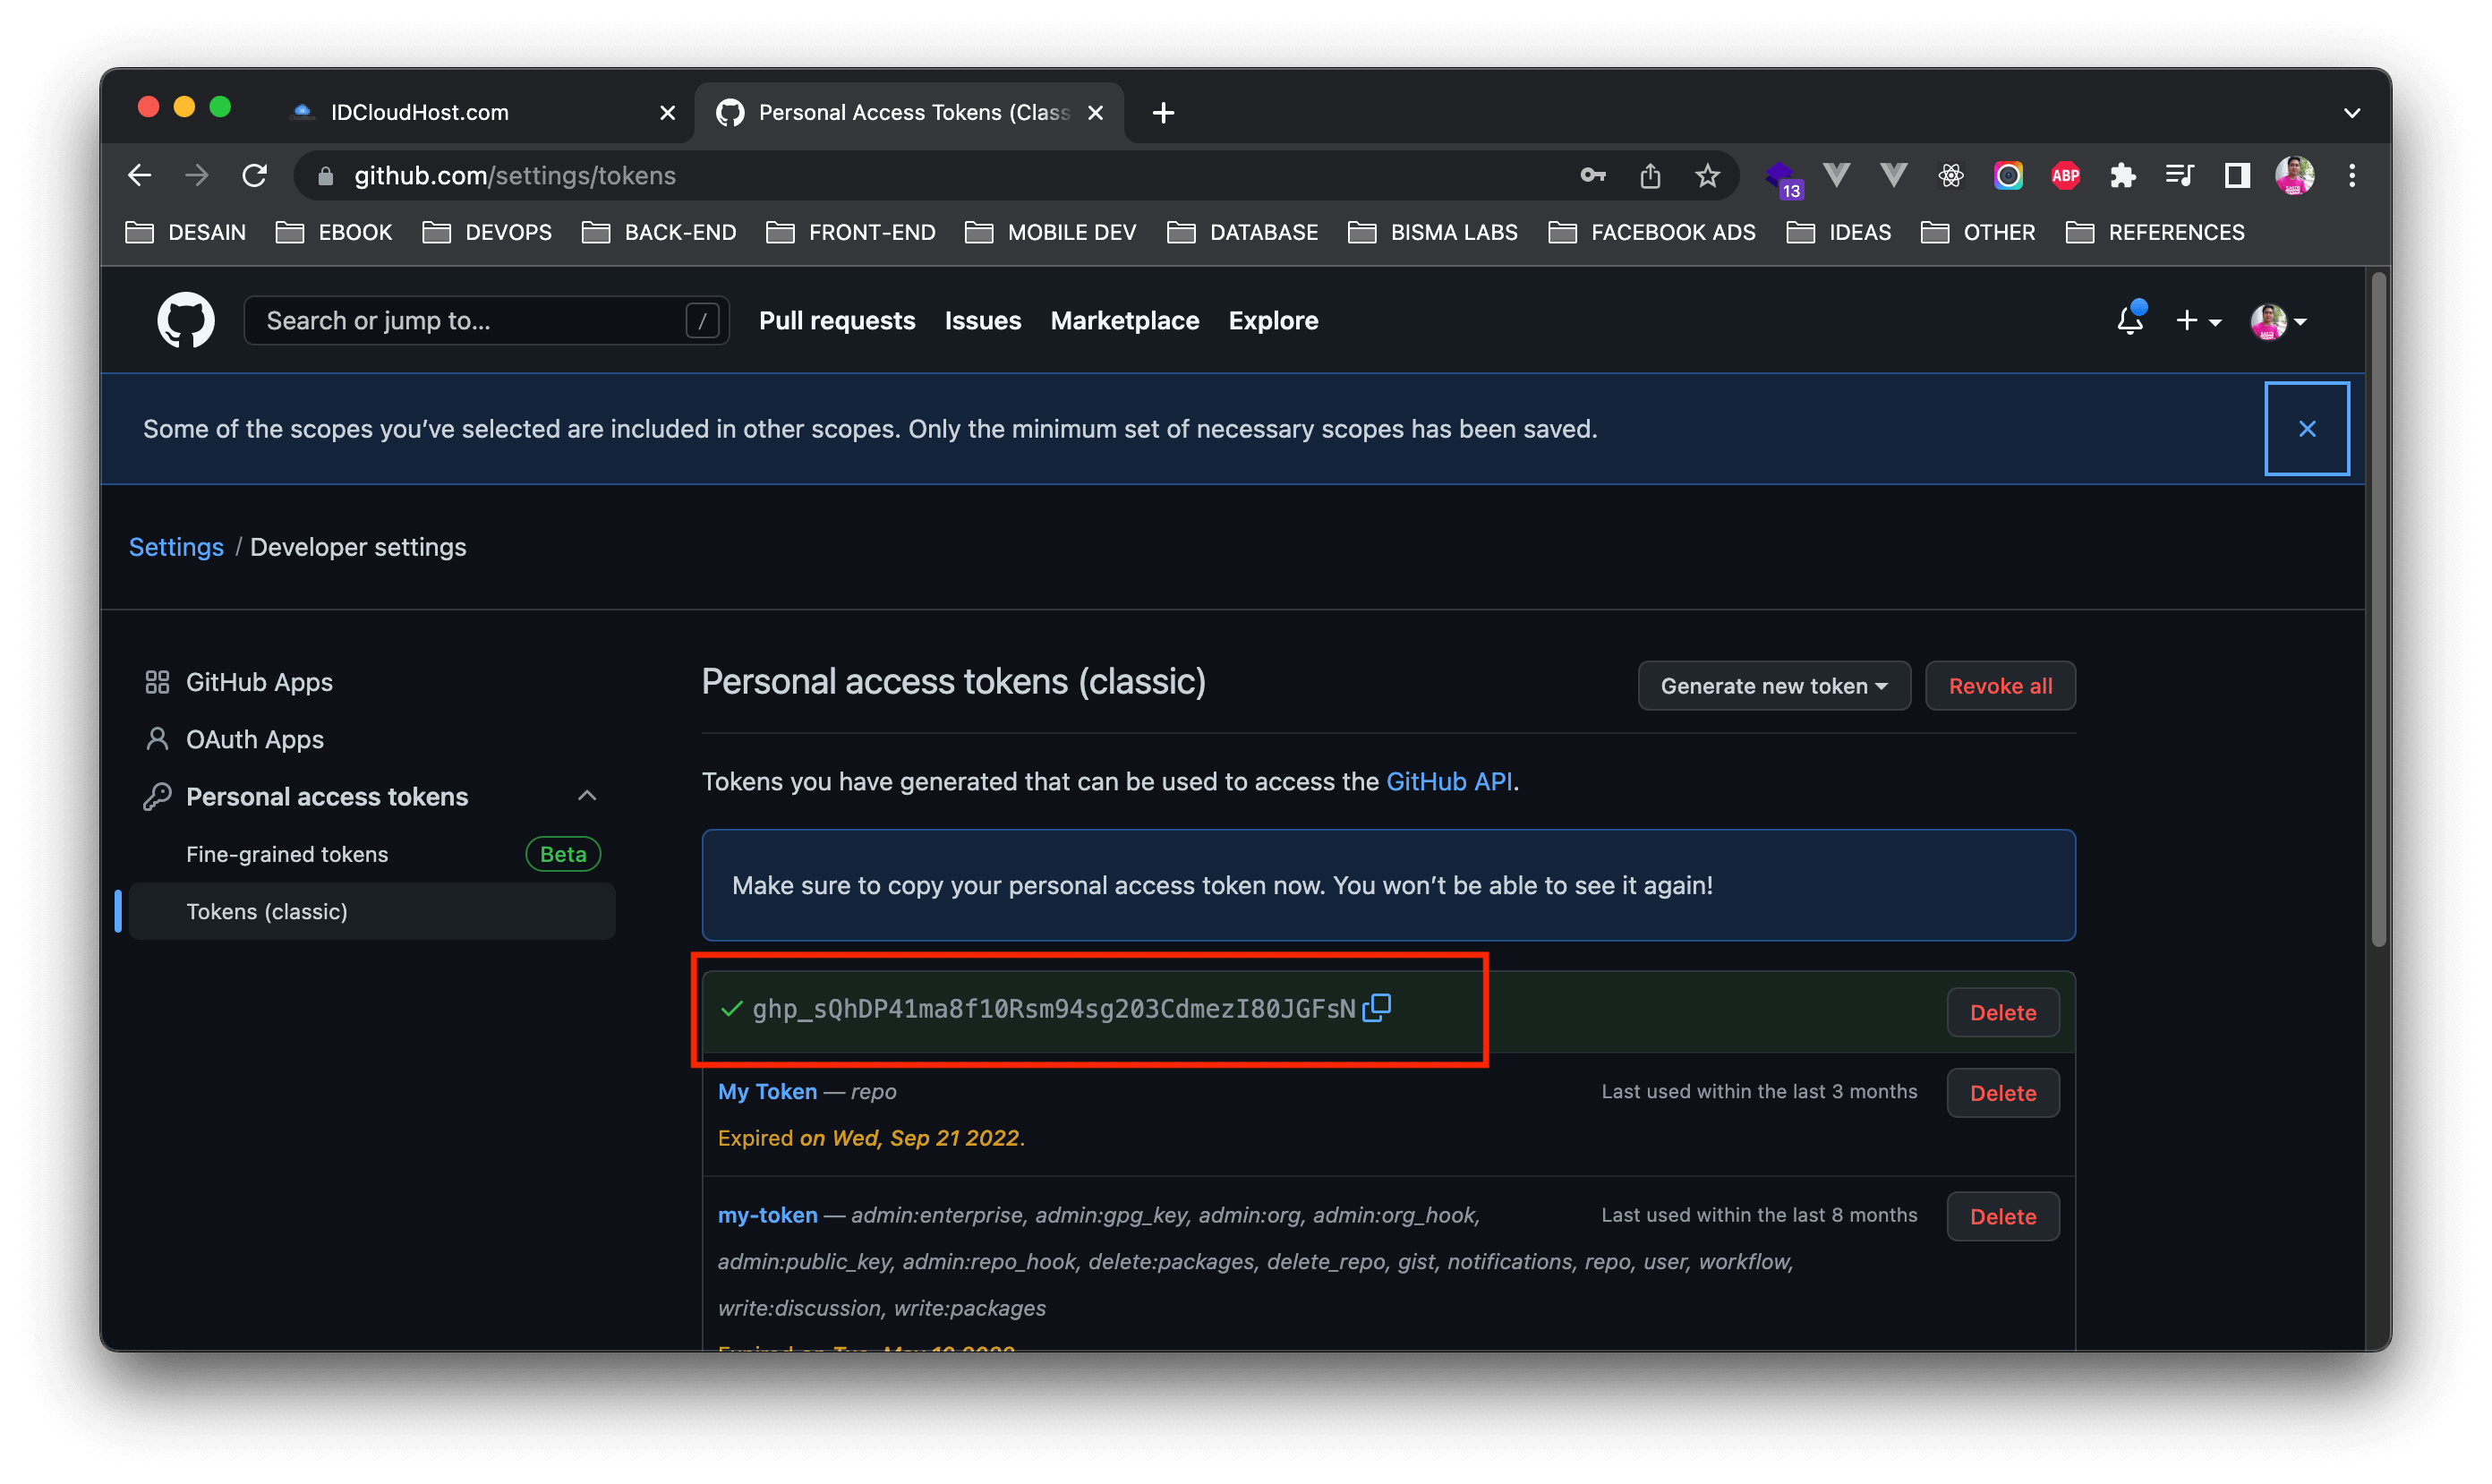 IDCloudHost.com
Personal Access Tokens (Class
github.com/settings/tokens
13
ABP
DESAIN EBOOK DEVOPS BACK-END FRONT-END MOBILE DEV DATABASE BISMA LABS FACEBOOK ADS IDEAS OTHER REFERENCES
Search or jump to... / Pull requests Issues Marketplace Explore
Some of the scopes you’ve selected are included in other scopes. Only the minimum set of necessary scopes has been saved.
Settings / Developer settings
GitHub Apps
OAuth Apps
Personal access tokens
Fine-grained tokens Beta
Tokens (classic)
Personal access tokens (classic) Generate new token Revoke all
Tokens you have generated that can be used to access the GitHub API.
Make sure to copy your personal access token now. You won’t be able to see it again!
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 Delete
My Token — repo Last used within the last 3 months Delete
Expired on Wed, Sep 21 2022.
my-token — admin:enterprise, admin:gpg_key, admin:org, admin:org_hook, Last used within the last 8 months Delete
admin:public_key, admin:repo_hook, delete:packages, delete_repo, gist, notifications, repo, user, workflow,
write:discussion, write:packages